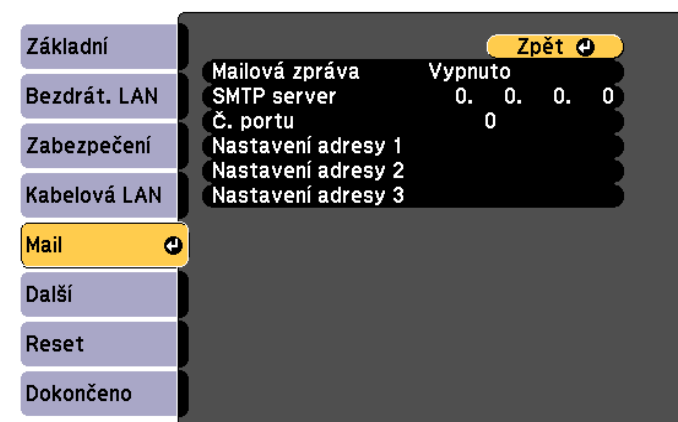 Základní
Bezdrát. LAN
Zabezpečení
Kabelová LAN
Mail
Další
Reset
Dokončeno
Zpět
Mailová zpráva Vypnuto
SMTP server 0. 0. 0. 0
Č. portu 0
Nastavení adresy 1
Nastavení adresy 2
Nastavení adresy 3